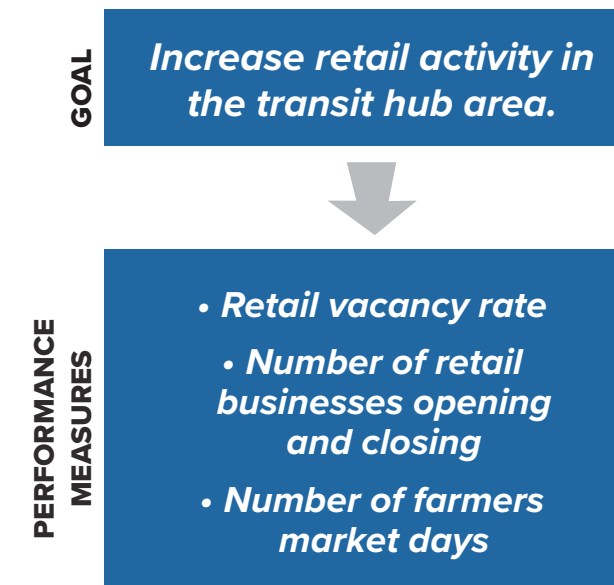 GOAL
Increase retail activity in
the transit hub area.
PERFORMANCE
MEASURES
• Retail vacancy rate
• Number of retail
businesses opening
and closing
• Number of farmers
market days